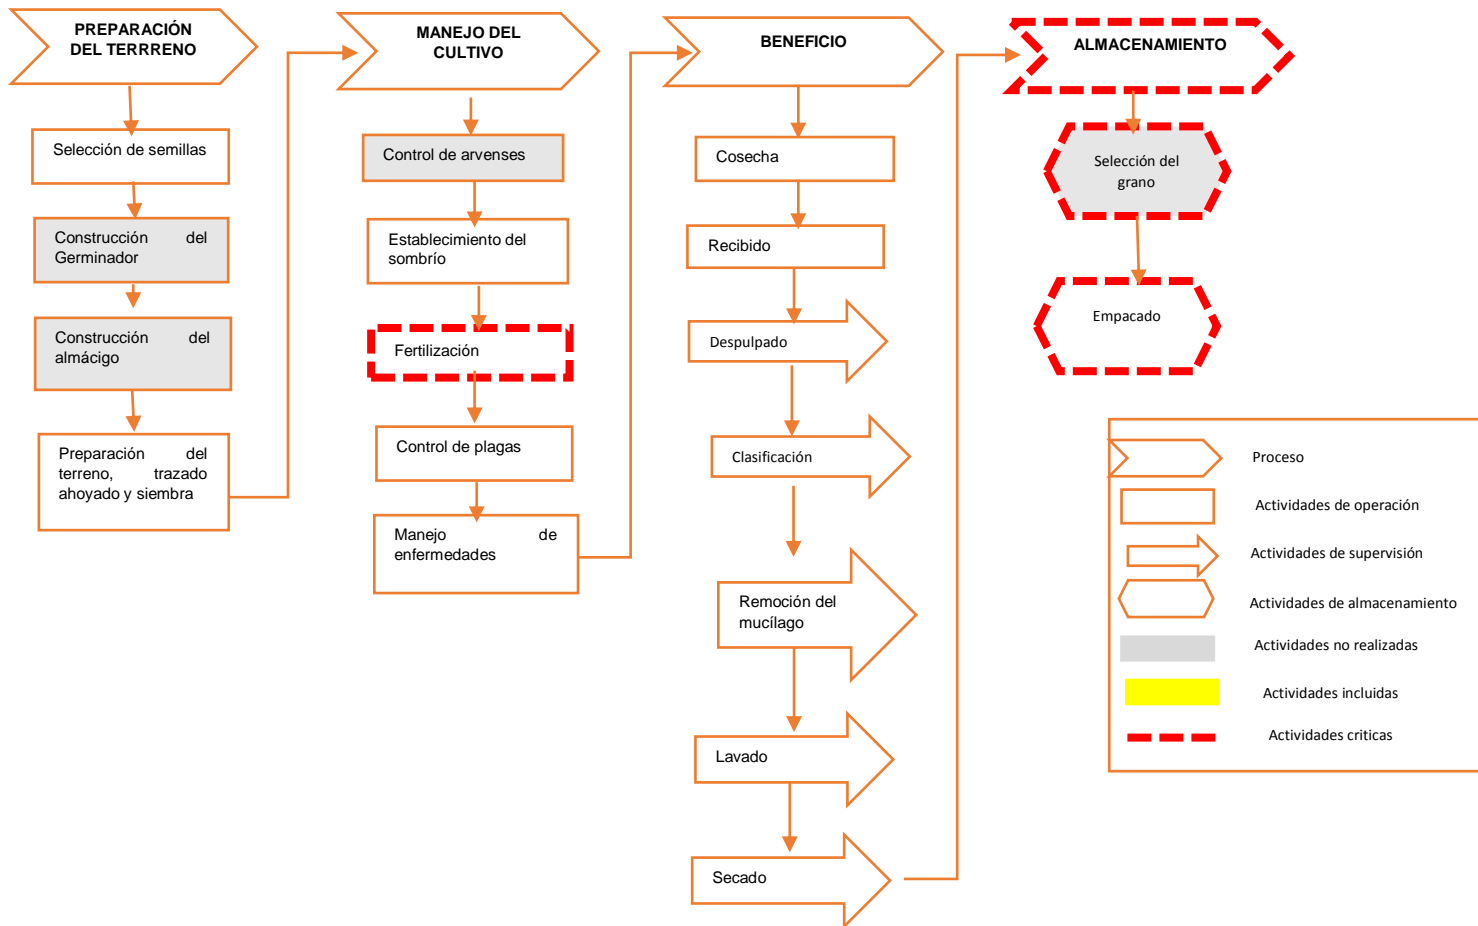 PREPARACIÓN
DEL TERRRENO
Selección de semillas
Construcción del
Germinador
Construcción del
almácigo
Preparación del
terreno, trazado
ahoyado y siembra
MANEJO DEL
CULTIVO
Control de arvenses
Establecimiento del
sombrío
Fertilización
Control de plagas
Manejo de
enfermedades
BENEFICIO
Cosecha
Recibido
Despulpado
Clasificación
Remoción del
mucílago
Lavado
Secado
ALMACENAMIENTO
Selección del
grano
Empacado
Proceso
Actividades de operación
Actividades de supervisión
Actividades de almacenamiento
Actividades no realizadas
Actividades incluidas
Actividades criticas